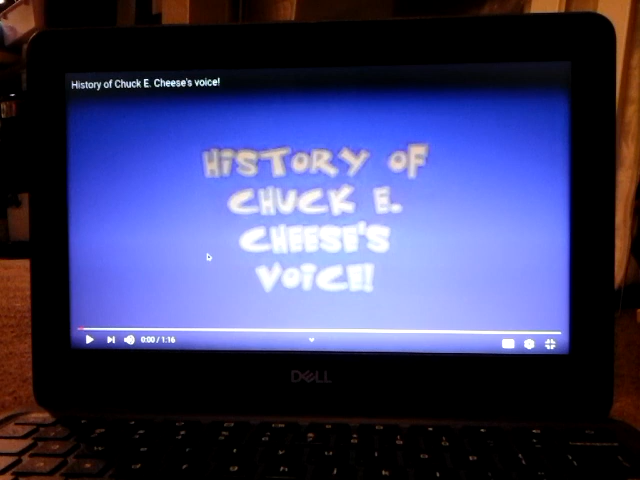 History of Chuck E. Cheese's voice!
HiSTORY OF
CHUCK E.
CHEESE'S
VOiCE!
0:00 / 1:16
DELL